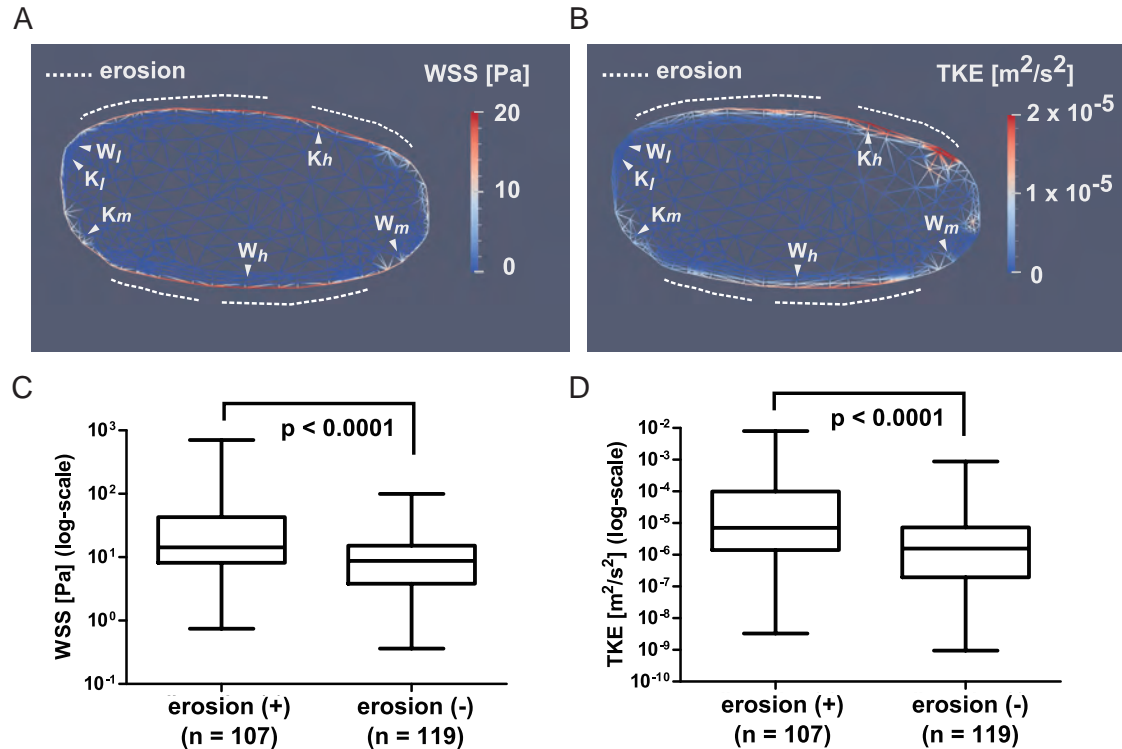 A
erosion
WSS [Pa]
20
10
0
Wl
Kl
Km
Kh
Wm
Wh
B
erosion
TKE [m²/s²]
2 x 10⁻⁵
1 x 10⁻⁵
0
Wl
Kl
Km
Kh
Wm
Wh
C
p < 0.0001
WSS [Pa] (log-scale)
10³
10²
10¹
10⁰
10⁻¹
erosion (+)
(n = 107)
erosion (-)
(n = 119)
D
p < 0.0001
TKE [m²/s²] (log-scale)
10⁻²
10⁻³
10⁻⁴
10⁻⁵
10⁻⁶
10⁻⁷
10⁻⁸
10⁻⁹
10⁻¹⁰
erosion (+)
(n = 107)
erosion (-)
(n = 119)